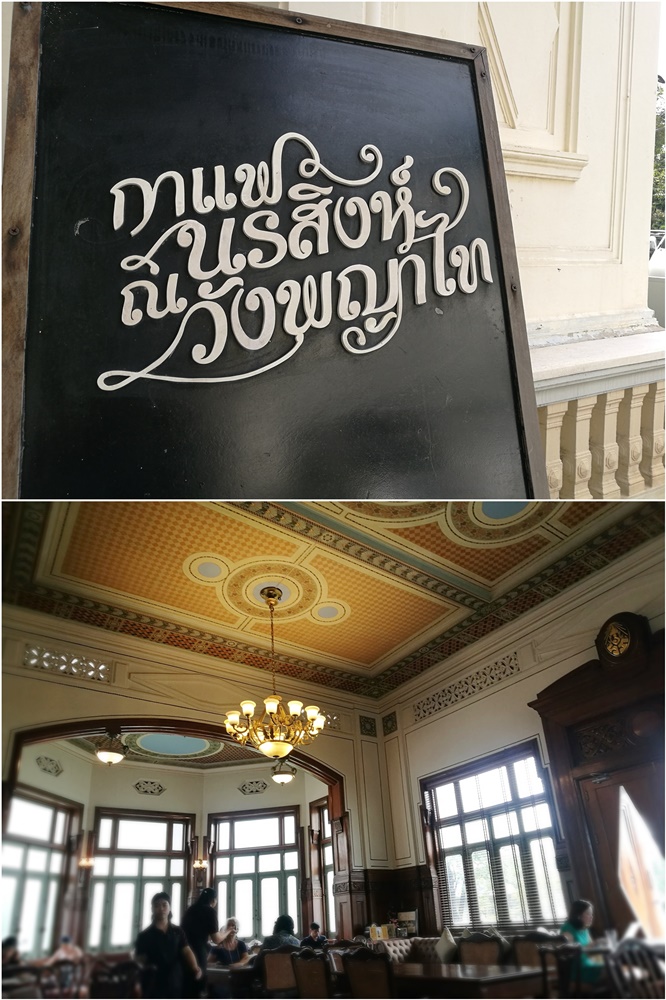 กาแฟ
นรสิงห์
ณ วังพญาไท